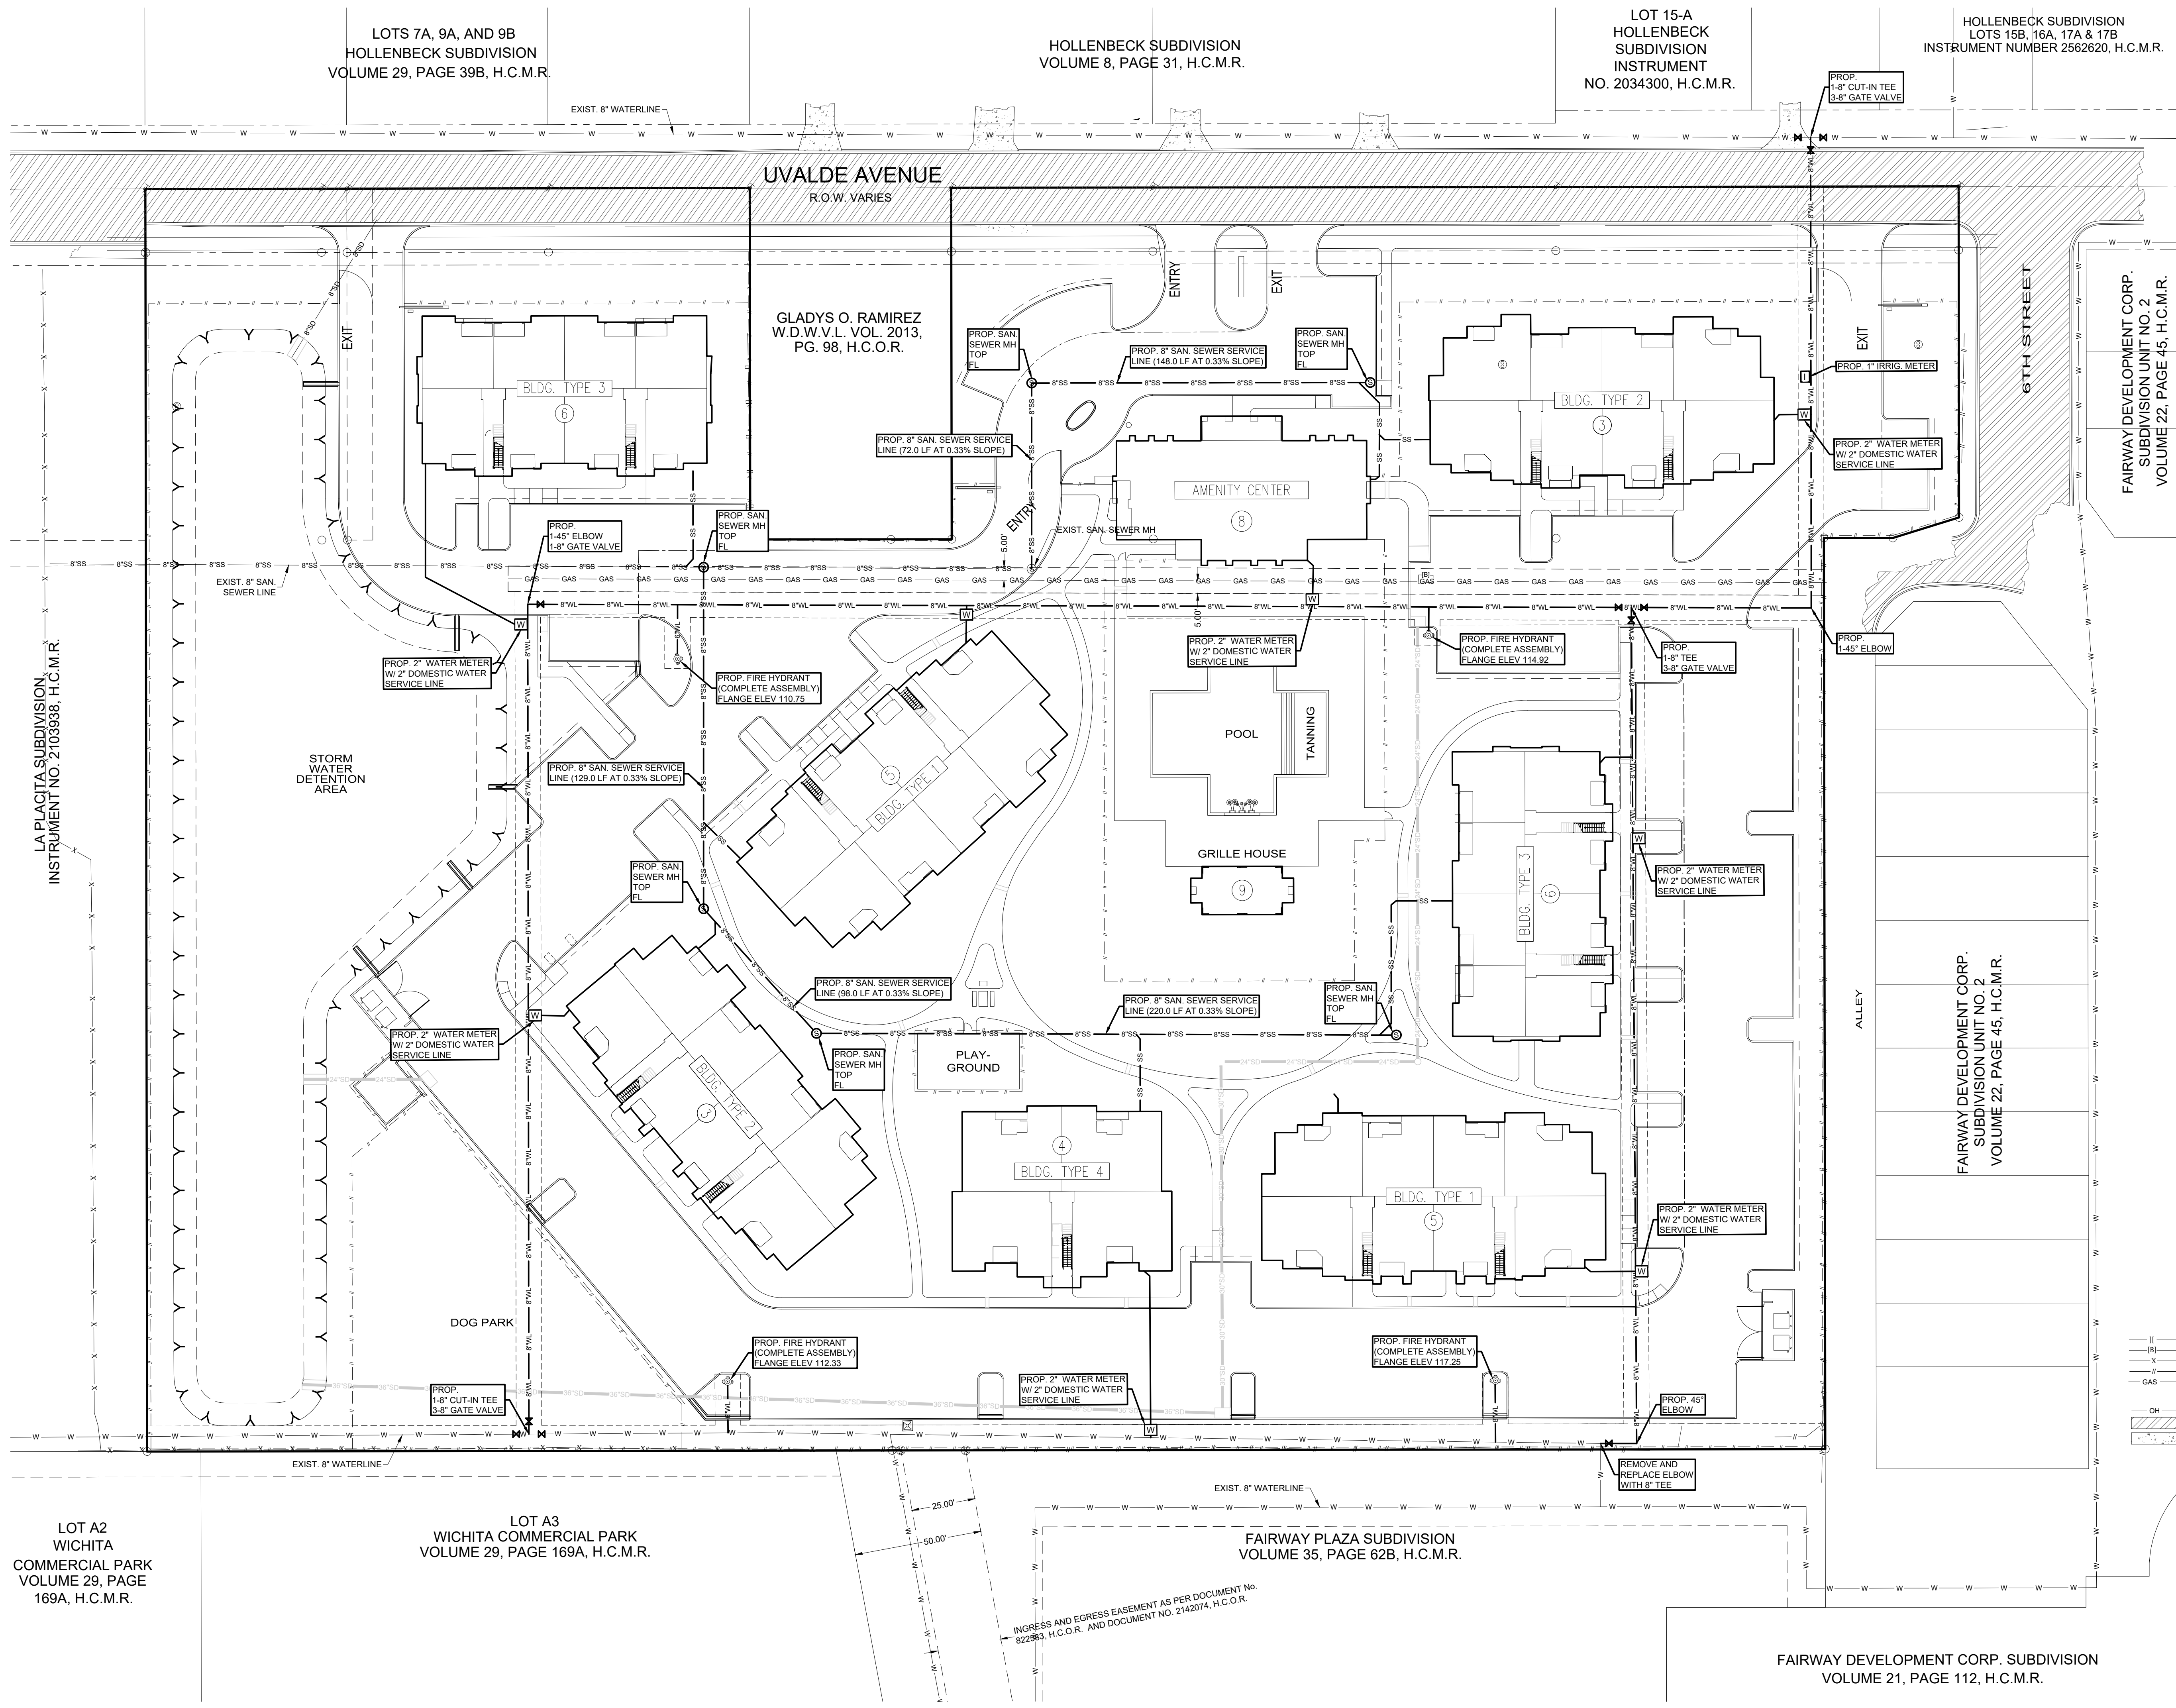 LOTS 7A, 9A, AND 9B
HOLLENBECK SUBDIVISION
VOLUME 29, PAGE 39B, H.C.M.R.
HOLLENBECK SUBDIVISION
VOLUME 8, PAGE 31, H.C.M.R.
LOT 15-A
HOLLENBECK
SUBDIVISION
INSTRUMENT
NO. 2034300, H.C.M.R.
HOLLENBECK SUBDIVISION
LOTS 15B, 16A, 17A & 17B
INSTRUMENT NUMBER 2562620, H.C.M.R.
PROP.
1-8" CUT-IN TEE
3-8" GATE VALVE
EXIST. 8" WATERLINE
UVALDE AVENUE
R.O.W. VARIES
GLADYS O. RAMIREZ
W.D.W.V.L. VOL. 2013,
PG. 98, H.C.O.R.
ENTRY
EXIT
EXIT
EXIT
6TH STREET
FAIRWAY DEVELOPMENT CORP.
SUBDIVISION UNIT NO. 2
VOLUME 22, PAGE 45, H.C.M.R.
PROP. SAN.
SEWER MH
TOP
FL
PROP. 8" SAN. SEWER SERVICE
LINE (148.0 LF AT 0.33% SLOPE)
PROP. SAN.
SEWER MH
TOP
FL
PROP. 1" IRRIG. METER
BLDG. TYPE 3
6
BLDG. TYPE 2
3
PROP. 8" SAN. SEWER SERVICE
LINE (72.0 LF AT 0.33% SLOPE)
PROP. 2" WATER METER
W/ 2" DOMESTIC WATER
SERVICE LINE
AMENITY CENTER
8
PROP.
1-45° ELBOW
1-8" GATE VALVE
PROP. SAN.
SEWER MH
TOP
FL
ENTRY
EXIST. SAN. SEWER MH
5.00'
EXIST. 8" SAN.
SEWER LINE
5.00'
PROP. 2" WATER METER
W/ 2" DOMESTIC WATER
SERVICE LINE
PROP. FIRE HYDRANT
(COMPLETE ASSEMBLY)
FLANGE ELEV 110.75
PROP. 2" WATER METER
W/ 2" DOMESTIC WATER
SERVICE LINE
PROP. FIRE HYDRANT
(COMPLETE ASSEMBLY)
FLANGE ELEV 114.92
PROP.
1-8" TEE
3-8" GATE VALVE
PROP.
1-45° ELBOW
LA PLACITA SUBDIVISION
INSTRUMENT NO. 2103938, H.C.M.R.
STORM
WATER
DETENTION
AREA
PROP. 8" SAN. SEWER SERVICE
LINE (129.0 LF AT 0.33% SLOPE)
5
BLDG. TYPE 1
POOL
TANNING
GRILLE HOUSE
9
BLDG. TYPE 3
6
PROP. 2" WATER METER
W/ 2" DOMESTIC WATER
SERVICE LINE
PROP. SAN.
SEWER MH
TOP
FL
PROP. 8" SAN. SEWER SERVICE
LINE (98.0 LF AT 0.33% SLOPE)
PROP. 8" SAN. SEWER SERVICE
LINE (220.0 LF AT 0.33% SLOPE)
PROP. SAN.
SEWER MH
TOP
FL
PROP. 2" WATER METER
W/ 2" DOMESTIC WATER
SERVICE LINE
PROP. SAN.
SEWER MH
TOP
FL
PLAY-
GROUND
ALLEY
FAIRWAY DEVELOPMENT CORP.
SUBDIVISION UNIT NO. 2
VOLUME 22, PAGE 45, H.C.M.R.
BLDG. TYPE 2
3
4
BLDG. TYPE 4
BLDG. TYPE 1
5
PROP. 2" WATER METER
W/ 2" DOMESTIC WATER
SERVICE LINE
DOG PARK
PROP. FIRE HYDRANT
(COMPLETE ASSEMBLY)
FLANGE ELEV 112.33
PROP. FIRE HYDRANT
(COMPLETE ASSEMBLY)
FLANGE ELEV 117.25
PROP.
1-8" CUT-IN TEE
3-8" GATE VALVE
PROP. 2" WATER METER
W/ 2" DOMESTIC WATER
SERVICE LINE
PROP. 45°
ELBOW
EXIST. 8" WATERLINE
REMOVE AND
REPLACE ELBOW
WITH 8" TEE
EXIST. 8" WATERLINE
25.00'
50.00'
LOT A2
WICHITA
COMMERCIAL PARK
VOLUME 29, PAGE
169A, H.C.M.R.
LOT A3
WICHITA COMMERCIAL PARK
VOLUME 29, PAGE 169A, H.C.M.R.
FAIRWAY PLAZA SUBDIVISION
VOLUME 35, PAGE 62B, H.C.M.R.
INGRESS AND EGRESS EASEMENT AS PER DOCUMENT No.
822583, H.C.O.R. AND DOCUMENT NO. 2142074, H.C.O.R.
FAIRWAY DEVELOPMENT CORP. SUBDIVISION
VOLUME 21, PAGE 112, H.C.M.R.